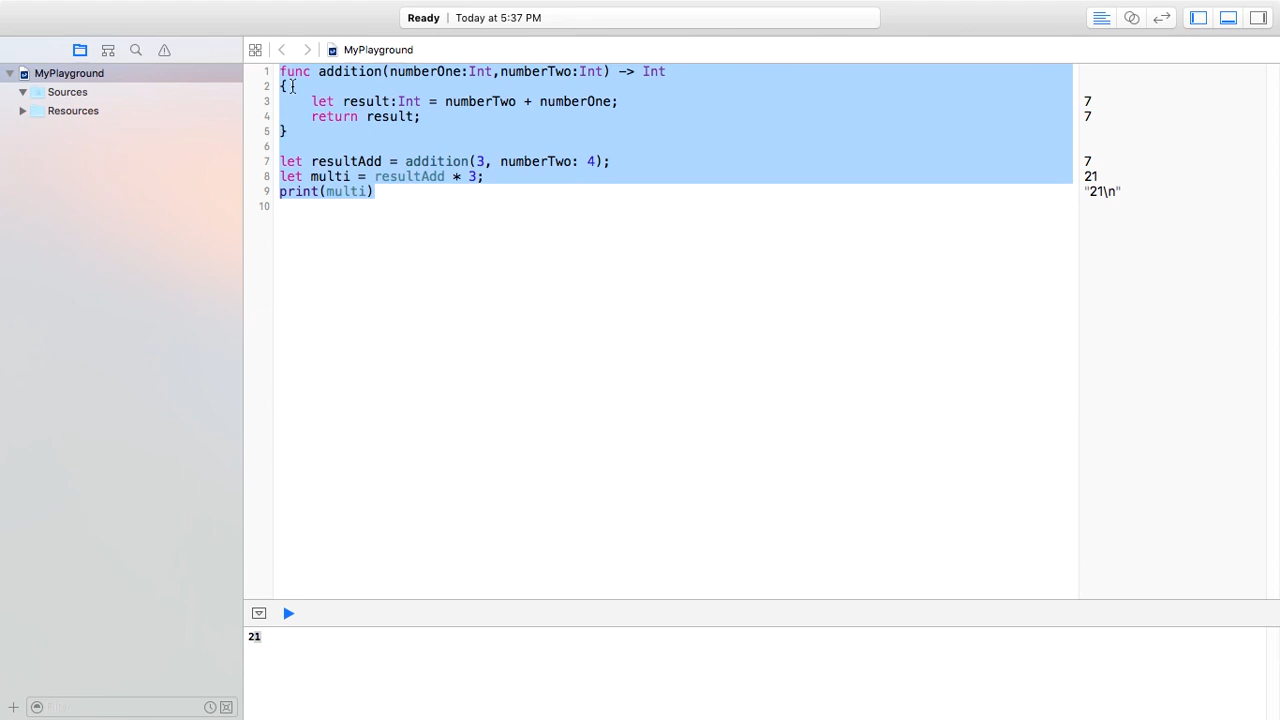 Ready Today at 5:37 PM
MyPlayground
MyPlayground
Sources
Resources
1 func addition(numberOne:Int,numberTwo:Int) -> Int
2 {
3 let result:Int = numberTwo + numberOne; 7
4 return result; 7
5 }
6
7 let resultAdd = addition(3, numberTwo: 4); 7
8 let multi = resultAdd * 3; 21
9 print(multi) "21\n"
10
21